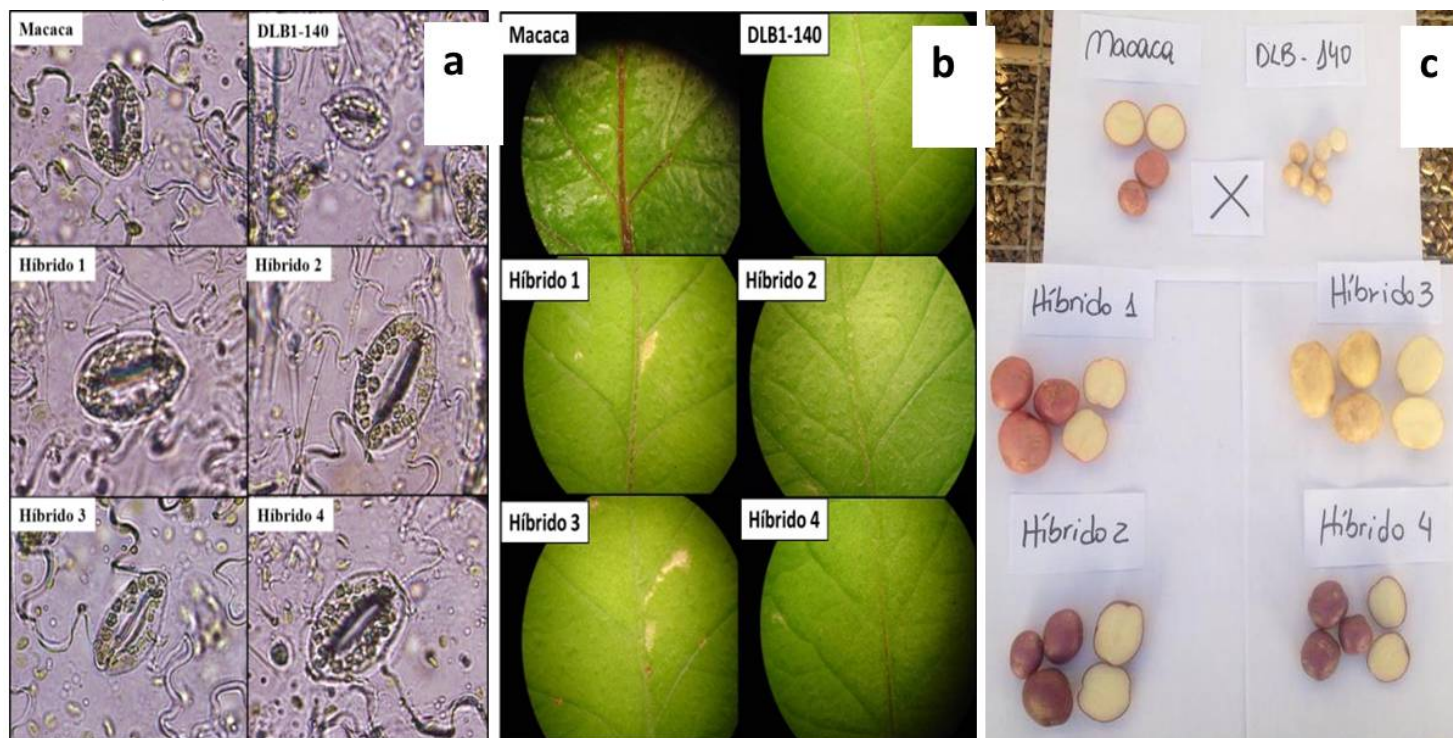 Macaca
DLB1-140
a
Híbrido 1
Híbrido 2
Híbrido 3
Híbrido 4
Macaca
DLB1-140
b
Híbrido 1
Híbrido 2
Híbrido 3
Híbrido 4
Macaca
DLB-140
c
X
Híbrido 1
Híbrido 3
Híbrido 2
Híbrido 4